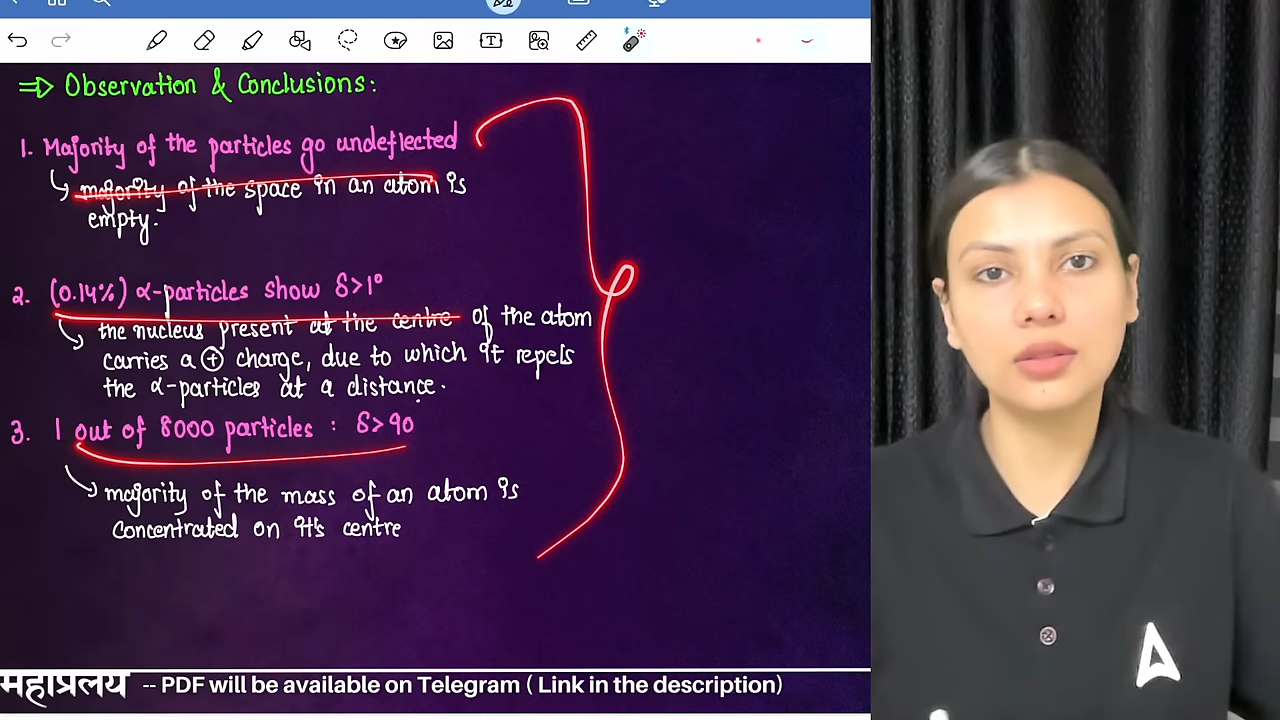 ⇒ Observation & Conclusions:
1. Majority of the particles go undeflected
↳ majority of the space in an atom is
empty.
2. (0.14%) α-particles show δ>1°
↳ the nucleus present at the centre of the atom
carries a ⊕ charge, due to which it repels
the α-particles at a distance.
3. 1 out of 8000 particles : δ>90
↳ majority of the mass of an atom is
concentrated on it's centre
महाप्रलय -- PDF will be available on Telegram ( Link in the description)